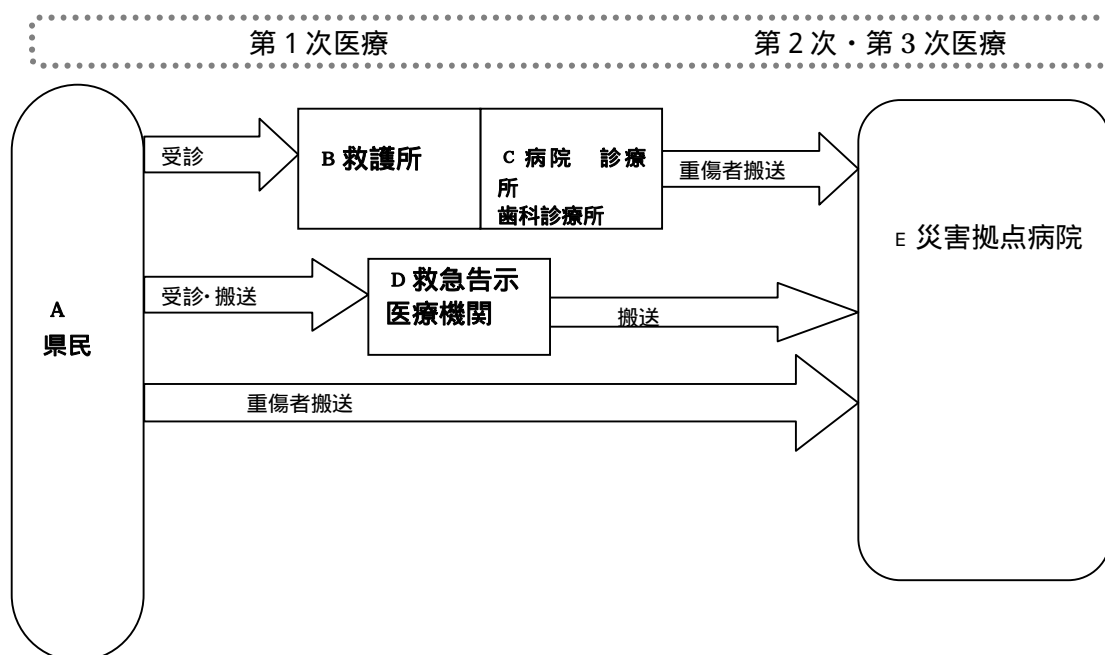 第1次医療
第2次・第3次医療
受診
B 救護所
C 病院 診療
所
歯科診療所
重傷者搬送
E 災害拠点病院
A
県民
受診・搬送
D 救急告示
医療機関
搬送
重傷者搬送